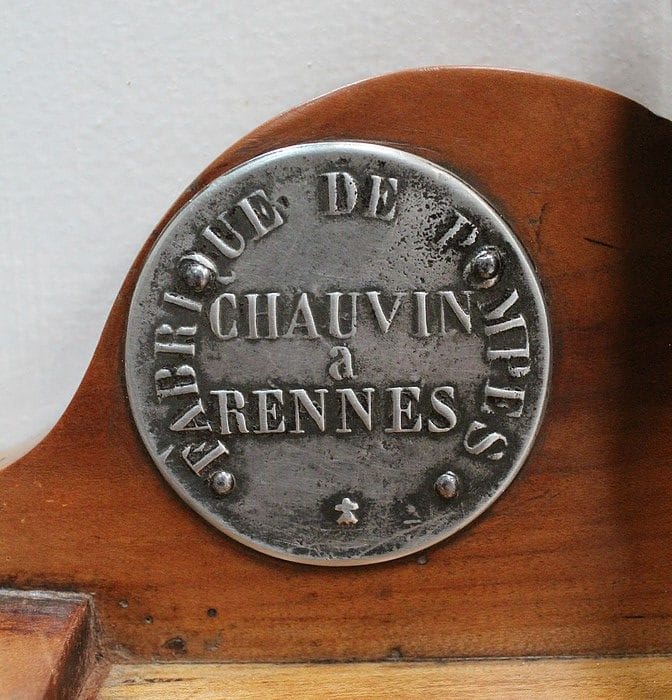 FABRIQUE DE POMPES
CHAUVIN
a
RENNES